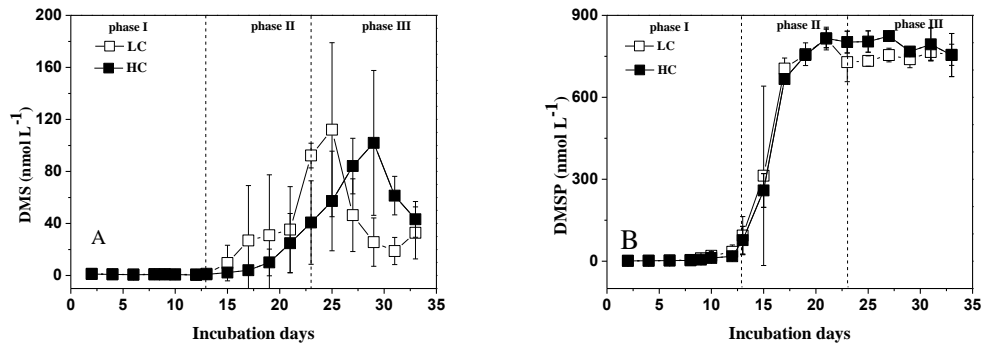 200
160
120
80
40
0
DMS (nmol L-1)
phase I
phase II
phase III
LC
HC
A
0 5 10 15 20 25 30 35
Incubation days
900
600
300
0
DMSP (nmol L-1)
phase I
phase II
phase III
LC
HC
B
0 5 10 15 20 25 30 35
Incubation days